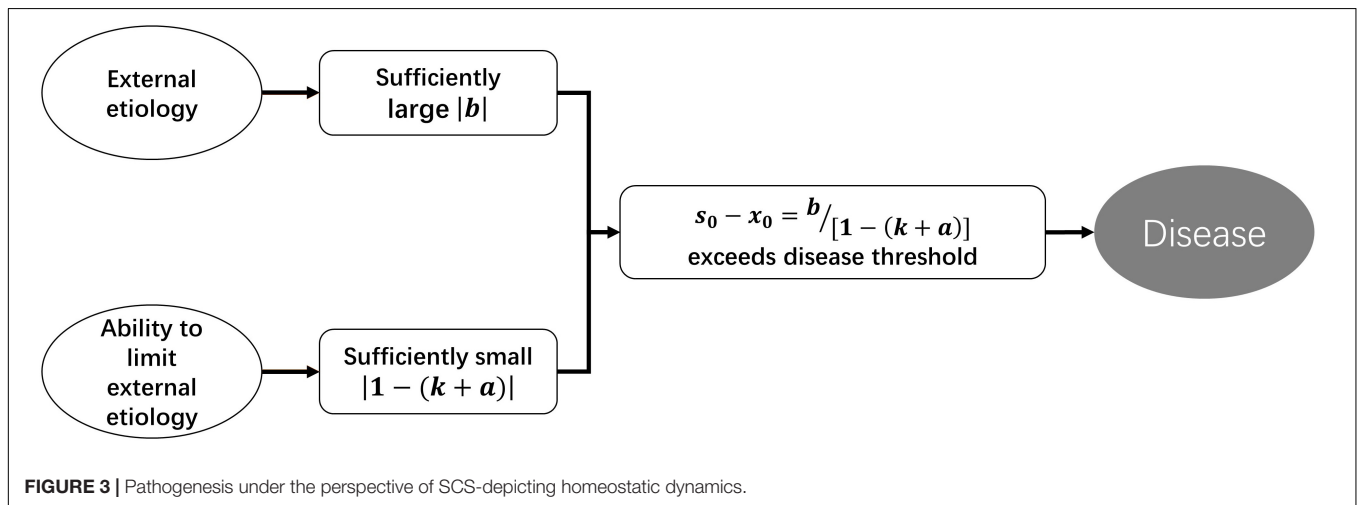 External
etiology
Sufficiently
large |b|
s₀ − x₀ = b/[1 − (k + a)]
exceeds disease threshold
Disease
Ability to
limit
external
etiology
Sufficiently small
|1 − (k + a)|
FIGURE 3 | Pathogenesis under the perspective of SCS-depicting homeostatic dynamics.